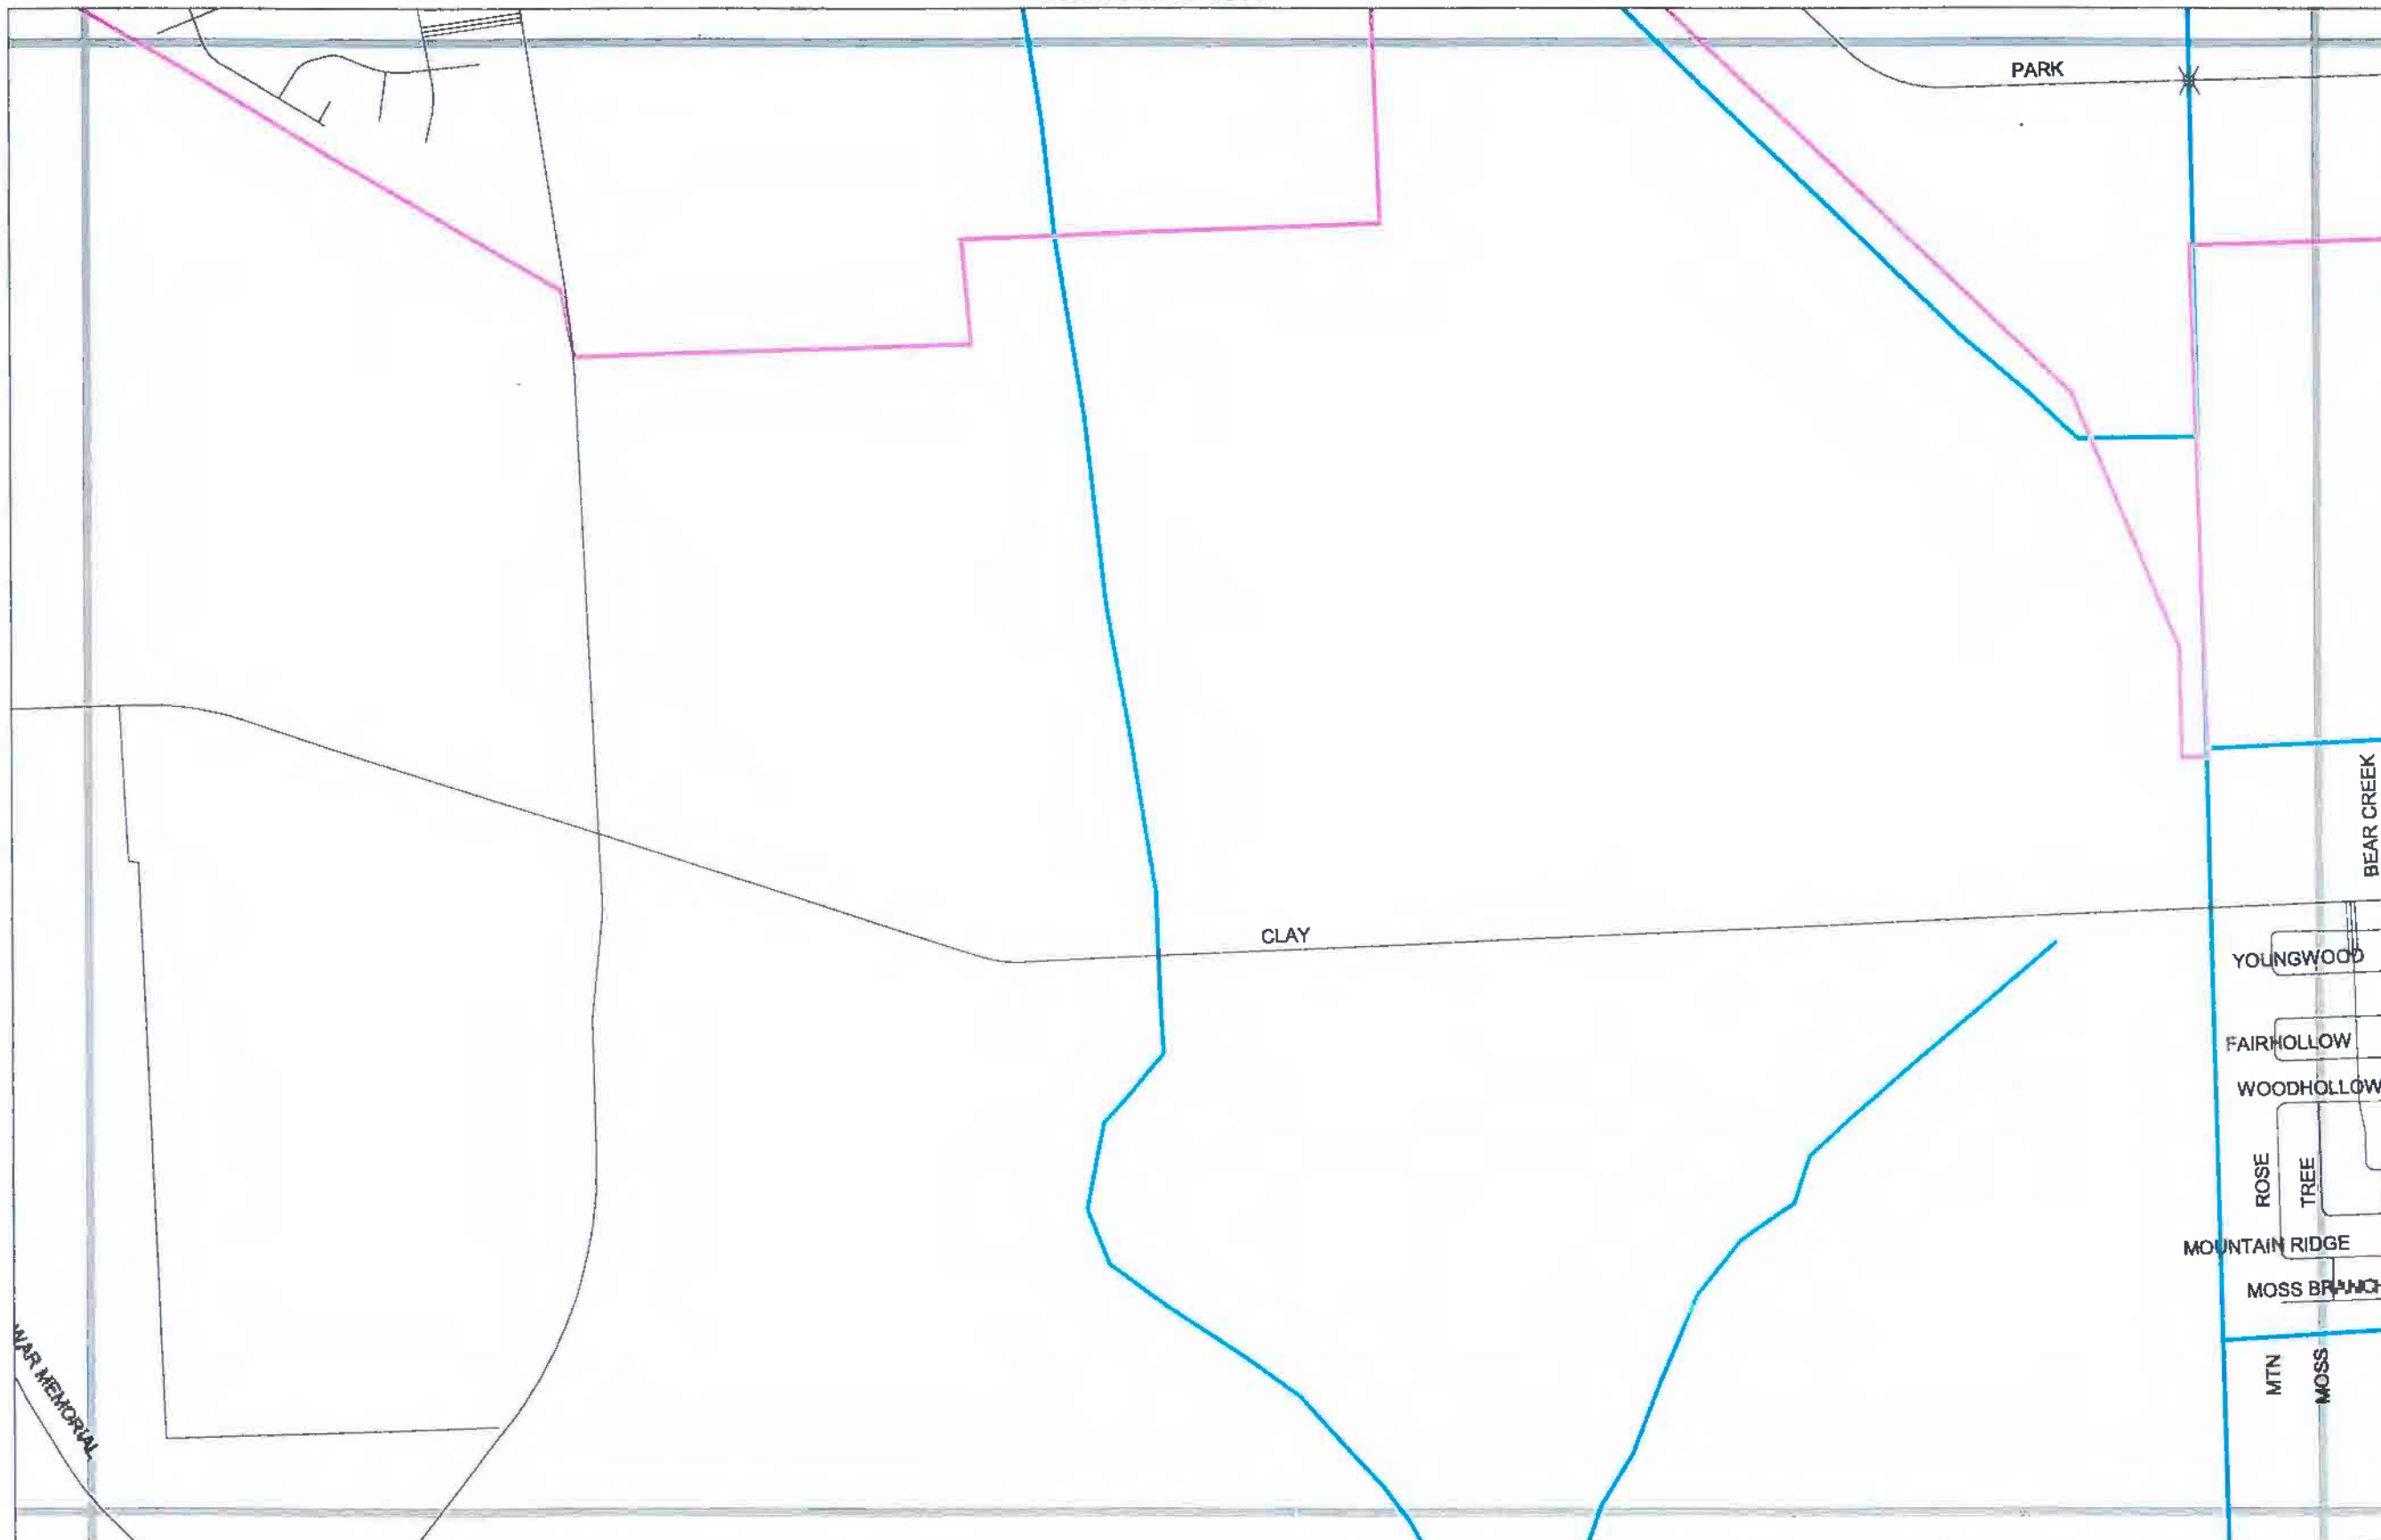 PARK
BEAR CREEK
CLAY
YOUNGWOOD
FAIRHOLLOW
WOODHOLLOW
ROSE
TREE
MOUNTAIN RIDGE
MOSS BRANCH
MTN
MOSS
WAR MEMORIAL